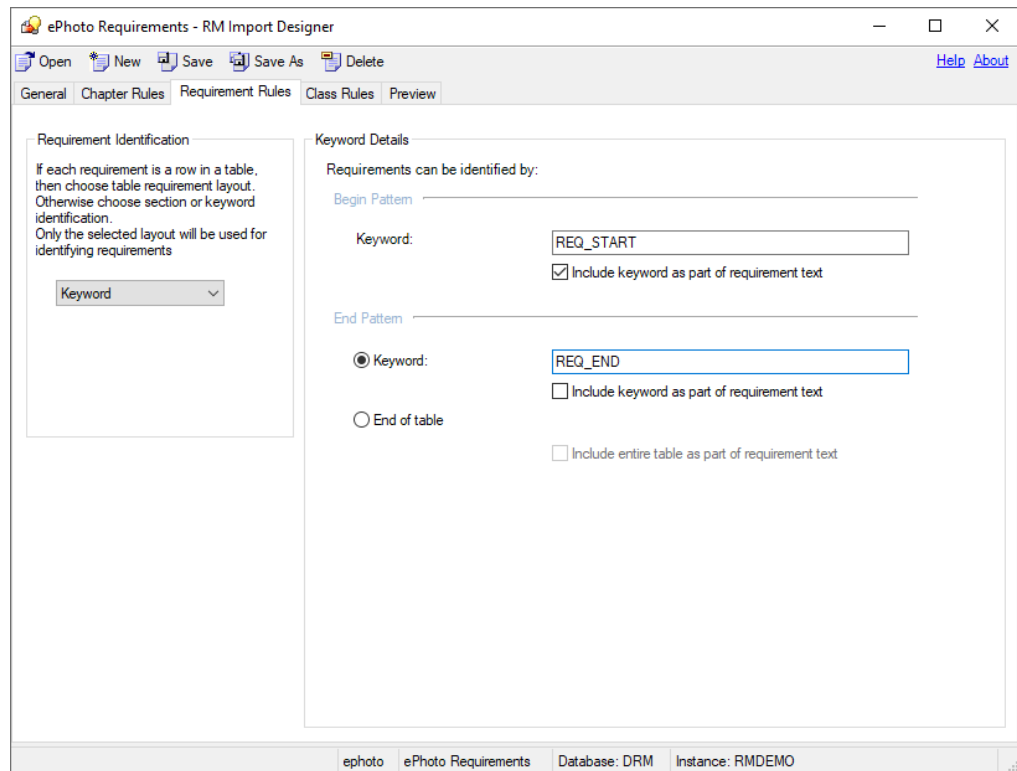 ePhoto Requirements - RM Import Designer
Open New Save Save As Delete Help About
General Chapter Rules Requirement Rules Class Rules Preview
Requirement Identification
If each requirement is a row in a table,
then choose table requirement layout.
Otherwise choose section or keyword
identification.
Only the selected layout will be used for
identifying requirements
Keyword
Keyword Details
Requirements can be identified by:
Begin Pattern
Keyword: REQ_START
Include keyword as part of requirement text
End Pattern
Keyword: REQ_END
Include keyword as part of requirement text
End of table
Include entire table as part of requirement text
ephoto ePhoto Requirements Database: DRM Instance: RMDEMO